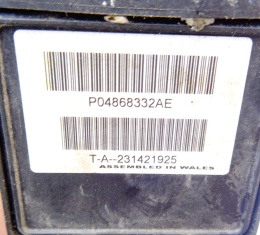 P04868332AE
T-A--231421925
ASSEMBLED IN WALES